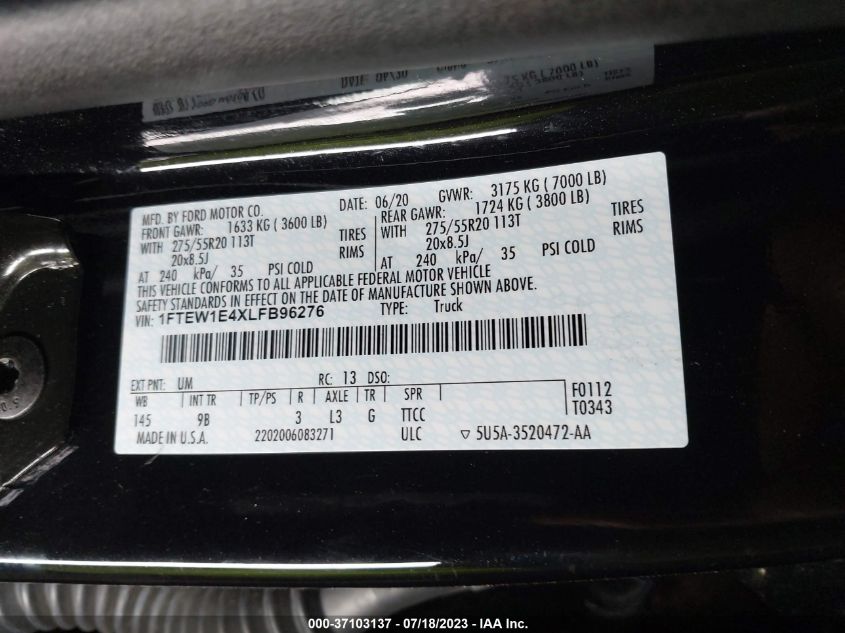 MFD. BY FORD MOTOR CO.
DATE: 06/20 GVWR: 3175 KG ( 7000 LB)
FRONT GAWR: 1633 KG ( 3600 LB)
REAR GAWR: 1724 KG ( 3800 LB)
WITH 275/55R20 113T TIRES
WITH 275/55R20 113T TIRES
20x8.5J RIMS
20x8.5J RIMS
AT 240 kPa/ 35 PSI COLD
AT 240 kPa/ 35 PSI COLD
THIS VEHICLE CONFORMS TO ALL APPLICABLE FEDERAL MOTOR VEHICLE
SAFETY STANDARDS IN EFFECT ON THE DATE OF MANUFACTURE SHOWN ABOVE.
VIN: 1FTEW1E4XLFB96276 TYPE: Truck
EXT PNT: UM RC: 13 DSO:
WB INT TR TP/PS R AXLE TR SPR
145 9B 3 L3 G TTCC
F0112
T0343
MADE IN U.S.A. 2202006083271 ULC ▽ 5U5A-3520472-AA
000-37103137 - 07/18/2023 - IAA Inc.